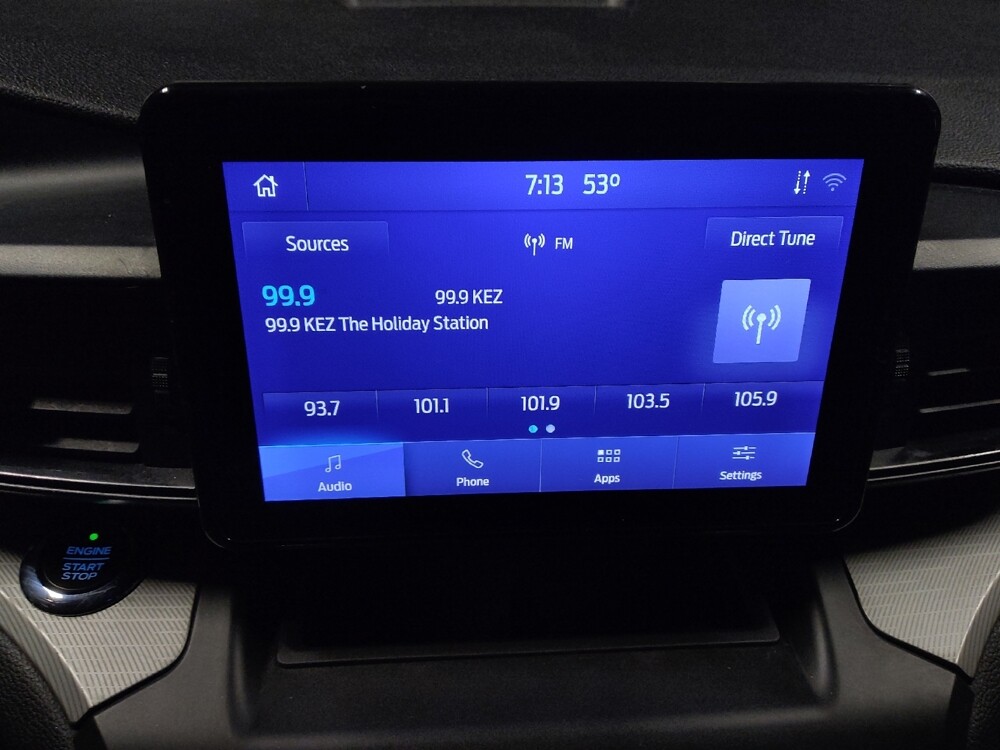 7:13 53º
Sources
FM
Direct Tune
99.9
99.9 KEZ
99.9 KEZ The Holiday Station
93.7
101.1
101.9
103.5
105.9
Audio
Phone
Apps
Settings
ENGINE
START
STOP